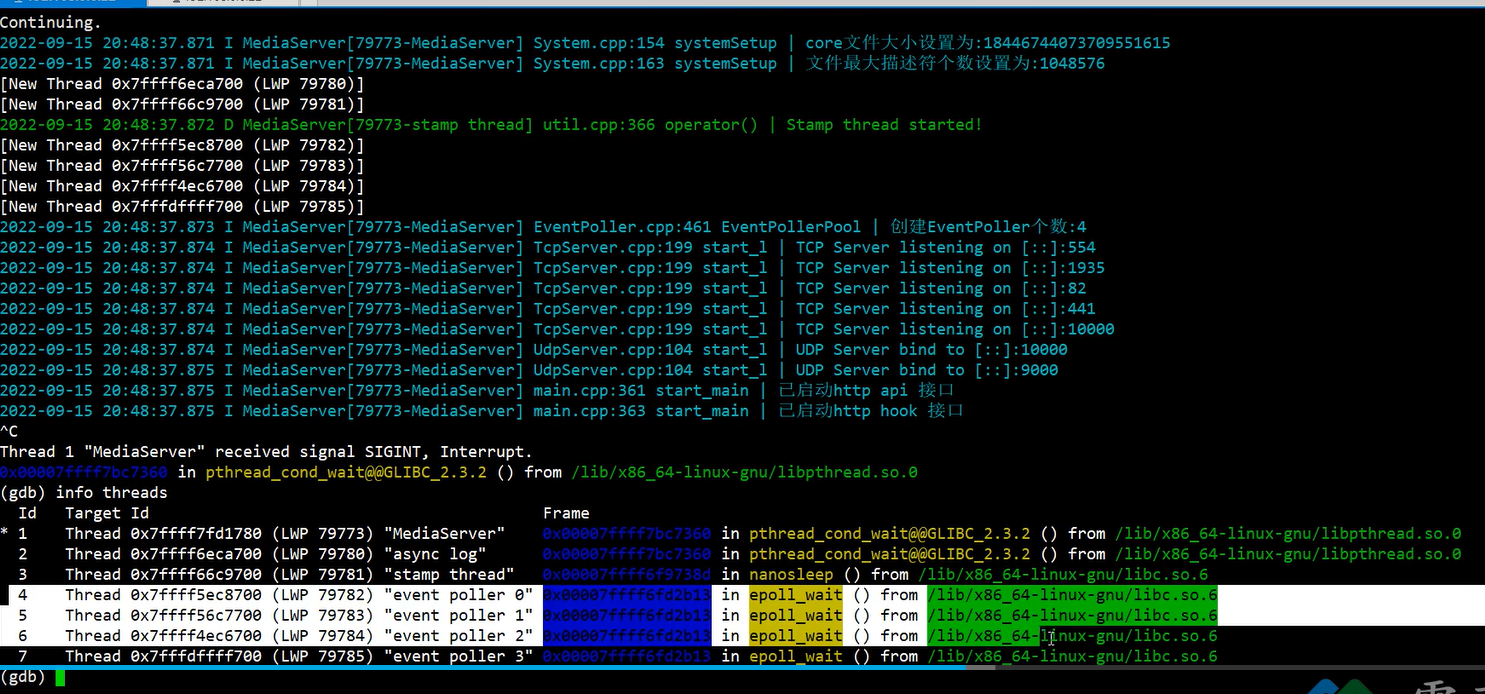 Continuing.
2022-09-15 20:48:37.871 I MediaServer[79773-MediaServer] System.cpp:154 systemSetup | core文件大小设置为:18446744073709551615
2022-09-15 20:48:37.871 I MediaServer[79773-MediaServer] System.cpp:163 systemSetup | 文件最大描述符个数设置为:1048576
[New Thread 0x7ffff6eca700 (LWP 79780)]
[New Thread 0x7ffff66c9700 (LWP 79781)]
2022-09-15 20:48:37.872 D MediaServer[79773-stamp thread] util.cpp:366 operator() | Stamp thread started!
[New Thread 0x7ffff5ec8700 (LWP 79782)]
[New Thread 0x7ffff56c7700 (LWP 79783)]
[New Thread 0x7ffff4ec6700 (LWP 79784)]
[New Thread 0x7fffdffff700 (LWP 79785)]
2022-09-15 20:48:37.873 I MediaServer[79773-MediaServer] EventPoller.cpp:461 EventPollerPool | 创建EventPoller个数:4
2022-09-15 20:48:37.874 I MediaServer[79773-MediaServer] TcpServer.cpp:199 start_l | TCP Server listening on [::]:554
2022-09-15 20:48:37.874 I MediaServer[79773-MediaServer] TcpServer.cpp:199 start_l | TCP Server listening on [::]:1935
2022-09-15 20:48:37.874 I MediaServer[79773-MediaServer] TcpServer.cpp:199 start_l | TCP Server listening on [::]:82
2022-09-15 20:48:37.874 I MediaServer[79773-MediaServer] TcpServer.cpp:199 start_l | TCP Server listening on [::]:441
2022-09-15 20:48:37.874 I MediaServer[79773-MediaServer] TcpServer.cpp:199 start_l | TCP Server listening on [::]:10000
2022-09-15 20:48:37.874 I MediaServer[79773-MediaServer] UdpServer.cpp:104 start_l | UDP Server bind to [::]:10000
2022-09-15 20:48:37.875 I MediaServer[79773-MediaServer] UdpServer.cpp:104 start_l | UDP Server bind to [::]:9000
2022-09-15 20:48:37.875 I MediaServer[79773-MediaServer] main.cpp:361 start_main | 已启动http api 接口
2022-09-15 20:48:37.875 I MediaServer[79773-MediaServer] main.cpp:363 start_main | 已启动http hook 接口
^C
Thread 1 "MediaServer" received signal SIGINT, Interrupt.
0x00007ffff7bc7360 in pthread_cond_wait@@GLIBC_2.3.2 () from /lib/x86_64-linux-gnu/libpthread.so.0
(gdb) info threads
Id Target Id Frame
* 1 Thread 0x7ffff7fd1780 (LWP 79773) "MediaServer" 0x00007ffff7bc7360 in pthread_cond_wait@@GLIBC_2.3.2 () from /lib/x86_64-linux-gnu/libpthread.so.0
2 Thread 0x7ffff6eca700 (LWP 79780) "async log" 0x00007ffff7bc7360 in pthread_cond_wait@@GLIBC_2.3.2 () from /lib/x86_64-linux-gnu/libpthread.so.0
3 Thread 0x7ffff66c9700 (LWP 79781) "stamp thread" 0x00007ffff6f9738d in nanosleep () from /lib/x86_64-linux-gnu/libc.so.6
4 Thread 0x7ffff5ec8700 (LWP 79782) "event poller 0" 0x00007ffff6fd2b13 in epoll_wait () from /lib/x86_64-linux-gnu/libc.so.6
5 Thread 0x7ffff56c7700 (LWP 79783) "event poller 1" 0x00007ffff6fd2b13 in epoll_wait () from /lib/x86_64-linux-gnu/libc.so.6
6 Thread 0x7ffff4ec6700 (LWP 79784) "event poller 2" 0x00007ffff6fd2b13 in epoll_wait () from /lib/x86_64-linux-gnu/libc.so.6
7 Thread 0x7fffdffff700 (LWP 79785) "event poller 3" 0x00007ffff6fd2b13 in epoll_wait () from /lib/x86_64-linux-gnu/libc.so.6
(gdb)